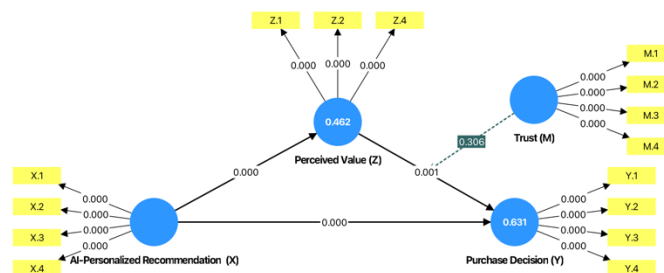 Z.1 Z.2 Z.4
0.000 0.000 0.000
M.1
M.2
M.3
M.4
0.000
0.000
0.000
0.000
Trust (M)
0.462
Perceived Value (Z)
0.306
0.000
0.001
X.1
X.2
X.3
X.4
0.000
0.000
0.000
0.000
AI-Personalized Recommendation (X)
0.000
0.631
Purchase Decision (Y)
0.000
0.000
0.000
0.000
Y.1
Y.2
Y.3
Y.4